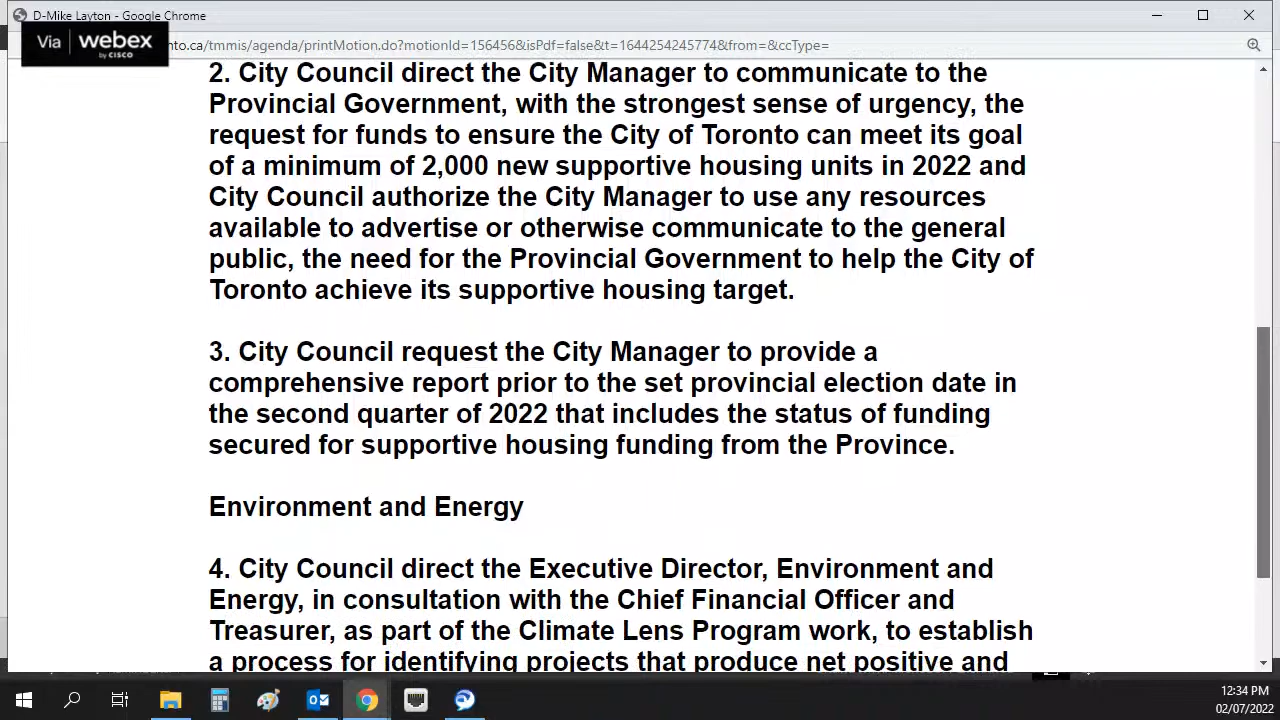 D-Mike Layton - Google Chrome
Via webex
by CISCO
nto.ca/tmmis/agenda/printMotion.do?motionId=156456&isPdf=false&t=1644254245774&from=&ccType=
2. City Council direct the City Manager to communicate to the
Provincial Government, with the strongest sense of urgency, the
request for funds to ensure the City of Toronto can meet its goal
of a minimum of 2,000 new supportive housing units in 2022 and
City Council authorize the City Manager to use any resources
available to advertise or otherwise communicate to the general
public, the need for the Provincial Government to help the City of
Toronto achieve its supportive housing target.
3. City Council request the City Manager to provide a
comprehensive report prior to the set provincial election date in
the second quarter of 2022 that includes the status of funding
secured for supportive housing funding from the Province.
Environment and Energy
4. City Council direct the Executive Director, Environment and
Energy, in consultation with the Chief Financial Officer and
Treasurer, as part of the Climate Lens Program work, to establish
a process for identifying projects that produce net positive and
12:34 PM
02/07/2022